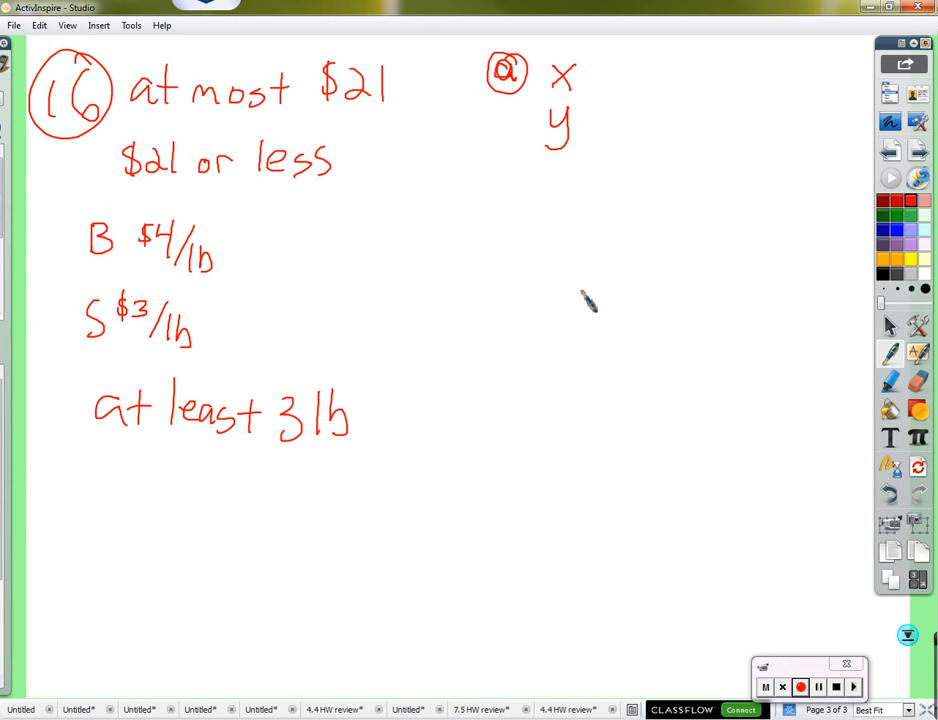 ActivInspire - Studio
File Edit View Insert Tools Help
16 at most $21
$21 or less
B $4/lb
S $3/lb
at least 3 lb
a x
y
M
Untitled Untitled* Untitled* Untitled* Untitled* 4.4 HW review* Untitled* 7.5 HW review* 4.4 HW review* CLASSFLOW Connect Page 3 of 3 Best Fit